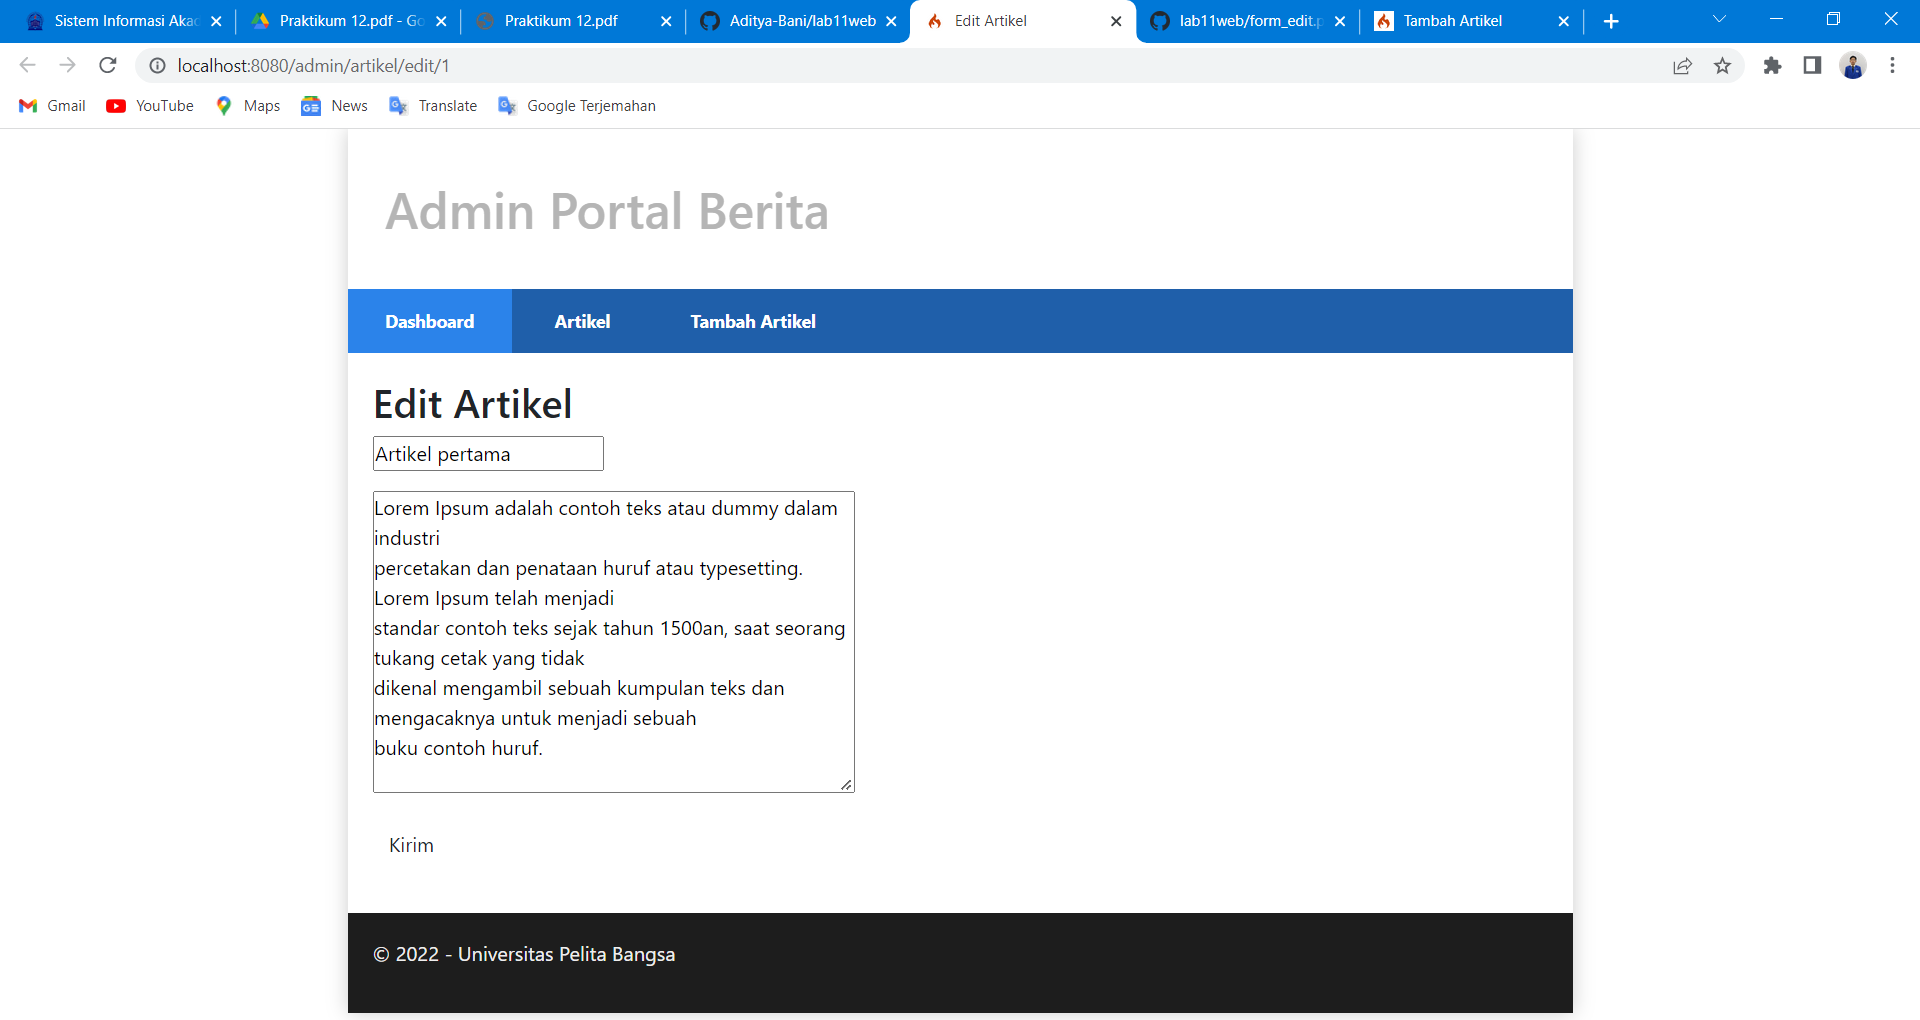 Sistem Informasi Akac
Praktikum 12.pdf - Go
Praktikum 12.pdf
Aditya-Bani/lab11web
Edit Artikel
lab11web/form_edit.p
Tambah Artikel
localhost:8080/admin/artikel/edit/1
Gmail
YouTube
Maps
News
Translate
Google Terjemahan
Admin Portal Berita
Dashboard
Artikel
Tambah Artikel
Edit Artikel
Artikel pertama
Lorem Ipsum adalah contoh teks atau dummy dalam
industri
percetakan dan penataan huruf atau typesetting.
Lorem Ipsum telah menjadi
standar contoh teks sejak tahun 1500an, saat seorang
tukang cetak yang tidak
dikenal mengambil sebuah kumpulan teks dan
mengacaknya untuk menjadi sebuah
buku contoh huruf.
Kirim
© 2022 - Universitas Pelita Bangsa